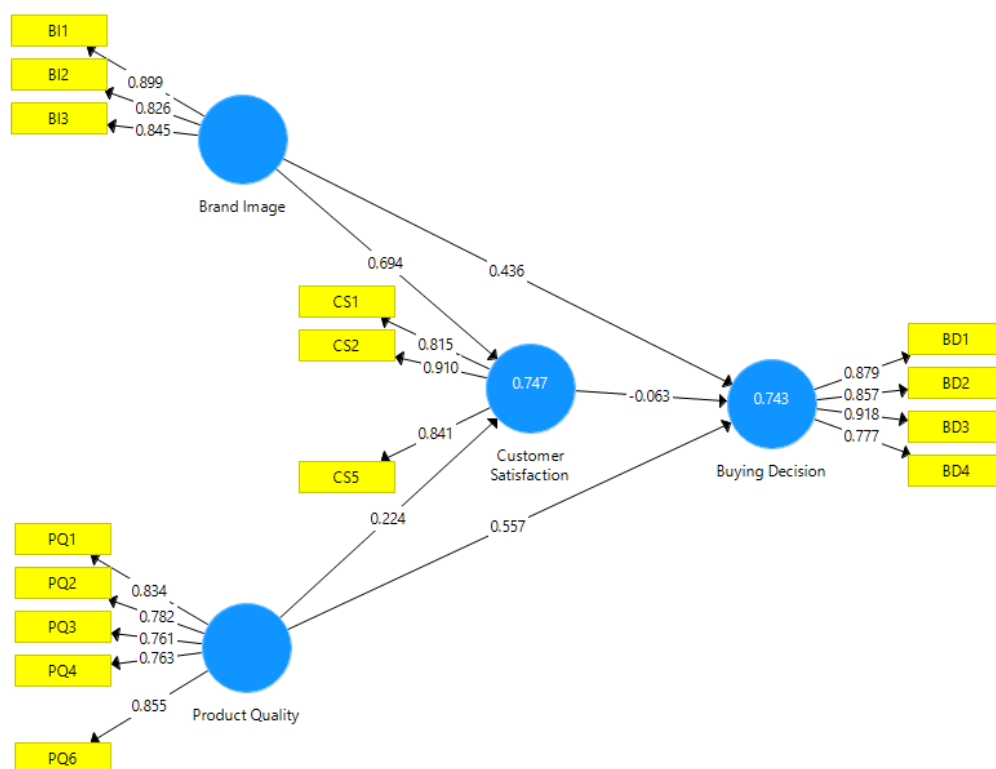 BI1
BI2
BI3
0.899
0.826
0.845
Brand Image
0.694
0.436
CS1
CS2
CS5
0.815
0.910
0.841
0.747
Customer
Satisfaction
-0.063
0.743
Buying Decision
0.879
0.857
0.918
0.777
BD1
BD2
BD3
BD4
0.224
0.557
PQ1
PQ2
PQ3
PQ4
PQ6
0.834
0.782
0.761
0.763
0.855
Product Quality